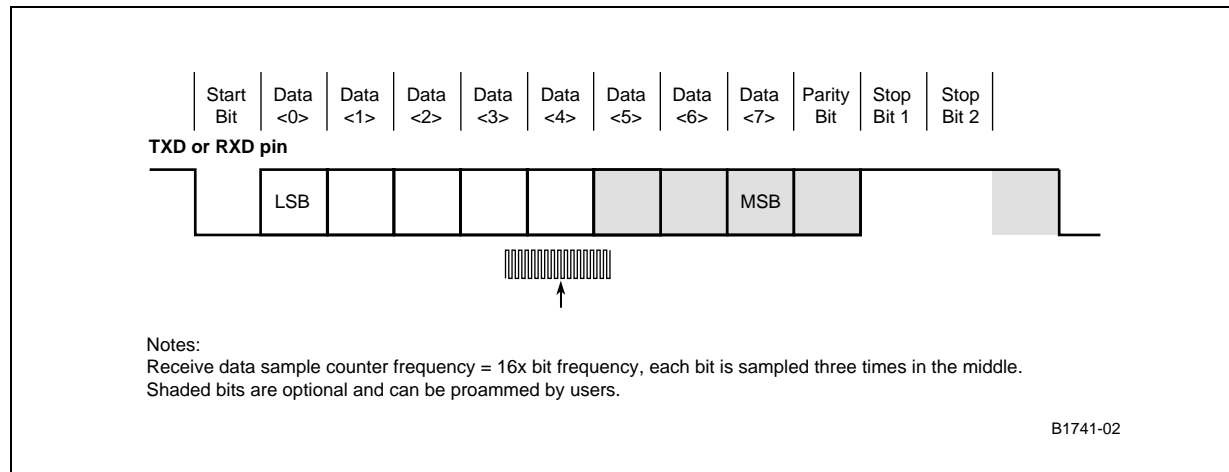 Start Bit Data <0> Data <1> Data <2> Data <3> Data <4> Data <5> Data <6> Data <7> Parity Bit Stop Bit 1 Stop Bit 2
TXD or RXD pin
LSB MSB
Notes:
Receive data sample counter frequency = 16x bit frequency, each bit is sampled three times in the middle.
Shaded bits are optional and can be proammed by users.
B1741-02